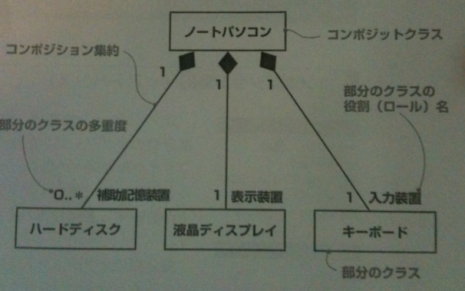 ノートパソコン
コンポジットクラス
コンポジション集約
1
1
1
部分のクラスの
役割（ロール）名
部分のクラスの多重度
0..*
補助記憶装置
1
表示装置
1
入力装置
ハードディスク
液晶ディスプレイ
キーボード
部分のクラス